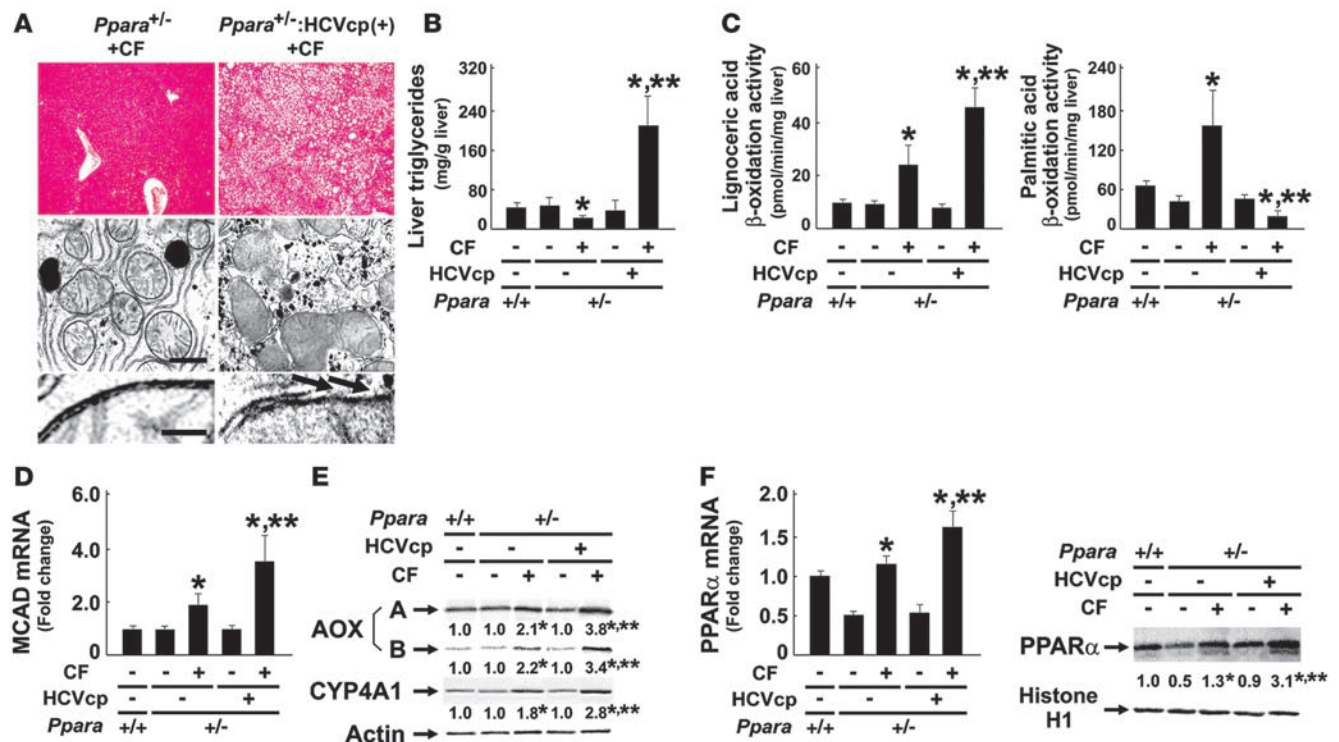 A
Ppara+/-
+CF
Ppara+/-:HCVcp(+)
+CF
B
Liver triglycerides
(mg/g liver)
320
240
160
80
40
0
*
*,**
CF - - + - +
HCVcp - - +
Ppara +/+ +/-
C
Lignoceric acid
β-oxidation activity
(pmol/min/mg liver)
60
40
20
0
*
*,**
CF - - + - +
HCVcp - - +
Ppara +/+ +/-
Palmitic acid
β-oxidation activity
(pmol/min/mg liver)
240
180
120
60
0
*
*,**
CF - - + - +
HCVcp - - +
Ppara +/+ +/-
D
MCAD mRNA
(Fold change)
6.0
4.0
2.0
0
*
*,**
CF - - + - +
HCVcp - - +
Ppara +/+ +/-
E
Ppara +/+ +/-
HCVcp - - +
CF - - + - +
AOX
A
1.0 1.0 2.1* 1.0 3.8*,**
B
1.0 1.0 2.2* 1.0 3.4*,**
CYP4A1
1.0 1.0 1.8* 1.0 2.8*,**
Actin
F
PPARα mRNA
(Fold change)
2.0
1.5
1.0
0.5
0
*
*,**
CF - - + - +
HCVcp - - +
Ppara +/+ +/-
Ppara +/+ +/-
HCVcp - - +
CF - - + - +
PPARα
1.0 0.5 1.3* 0.9 3.1*,**
Histone
H1